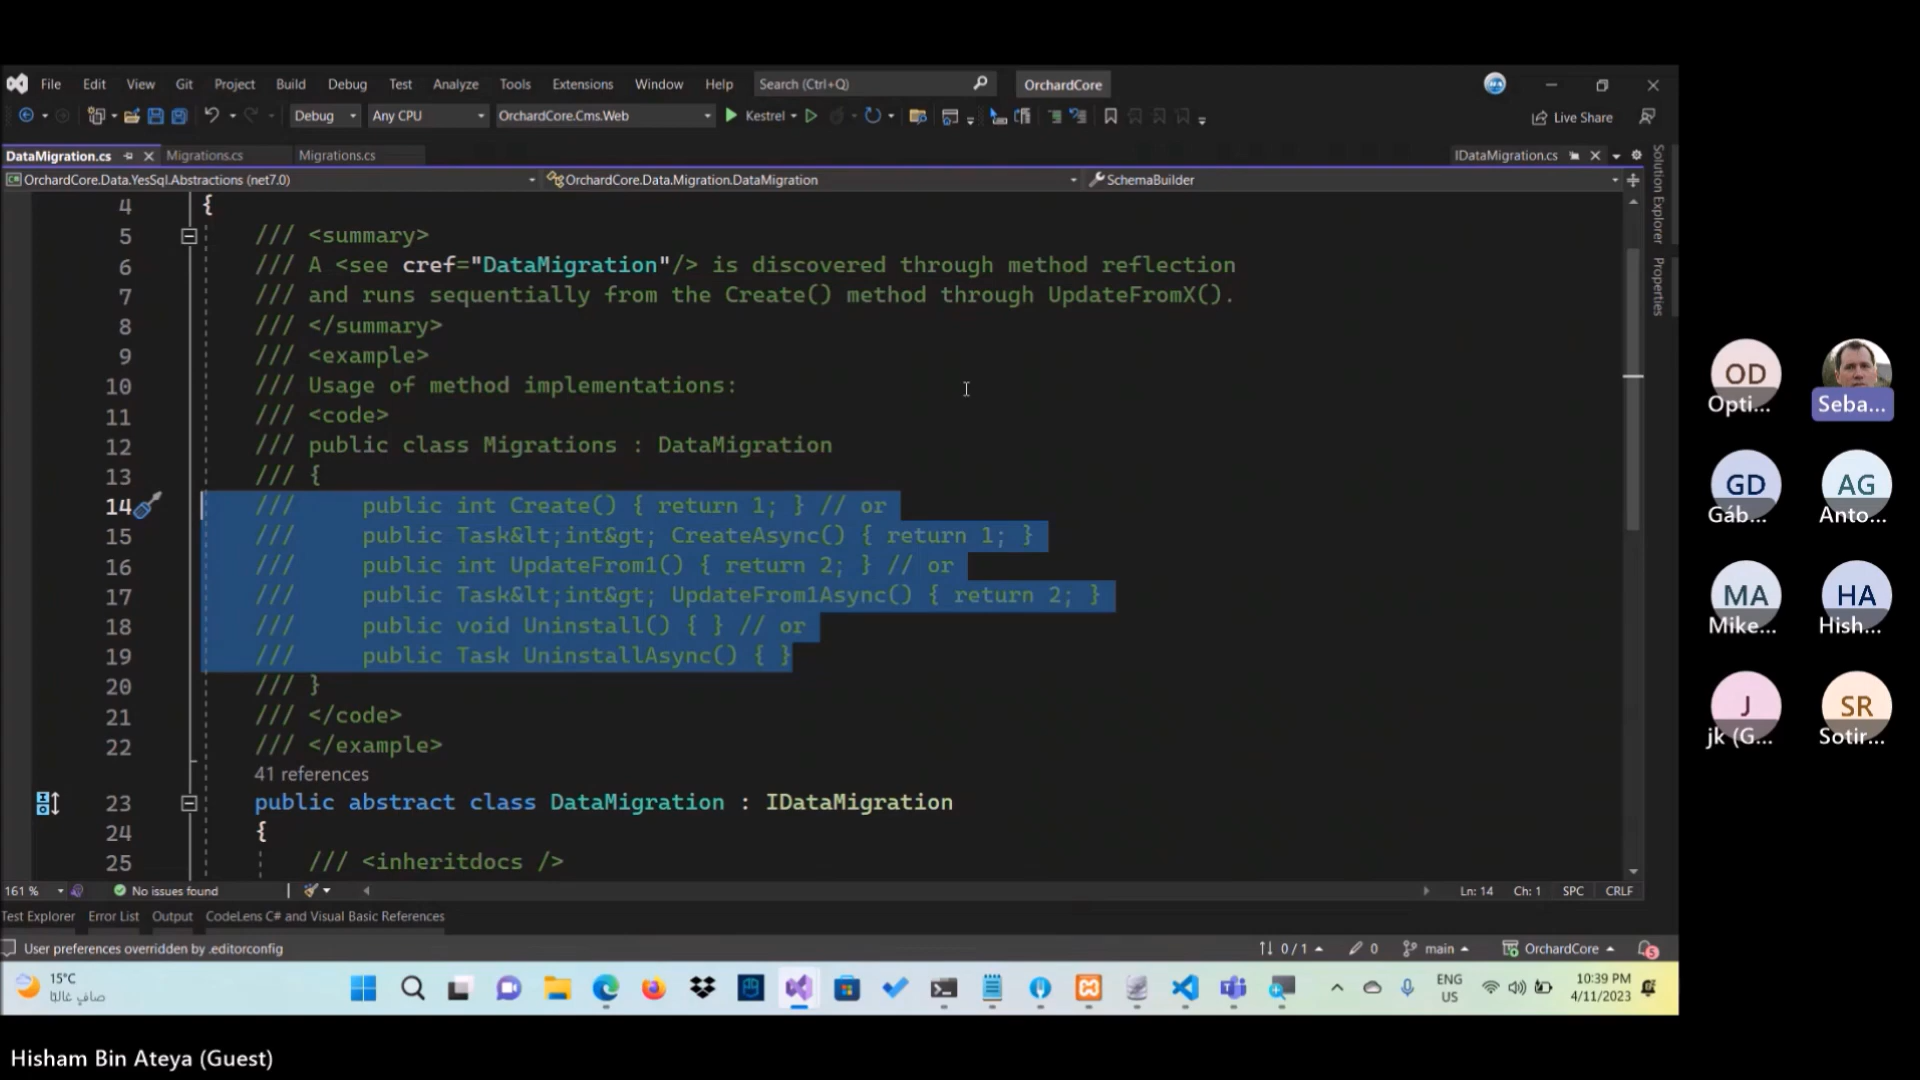 File Edit View Git Project Build Debug Test Analyze Tools Extensions Window Help Search (Ctrl+Q) OrchardCore
Debug Any CPU OrchardCore.Cms.Web Kestrel Live Share
DataMigration.cs Migrations.cs Migrations.cs IDataMigration.cs
OrchardCore.Data.YesSql.Abstractions (net7.0) OrchardCore.Data.Migration.DataMigration SchemaBuilder
4 {
5 /// <summary>
6 /// A <see cref="DataMigration"/> is discovered through method reflection
7 /// and runs sequentially from the Create() method through UpdateFromX().
8 /// </summary>
9 /// <example>
10 /// Usage of method implementations:
11 /// <code>
12 /// public class Migrations : DataMigration
13 /// {
14 /// public int Create() { return 1; } // or
15 /// public Task&lt;int&gt; CreateAsync() { return 1; }
16 /// public int UpdateFrom1() { return 2; } // or
17 /// public Task&lt;int&gt; UpdateFrom1Async() { return 2; }
18 /// public void Uninstall() { } // or
19 /// public Task UninstallAsync() { }
20 /// }
21 /// </code>
22 /// </example>
41 references
23 public abstract class DataMigration : IDataMigration
24 {
25 /// <inheritdocs />
Solution Explorer
Properties
161 % No issues found Ln: 14 Ch: 1 SPC CRLF
Test Explorer Error List Output CodeLens C# and Visual Basic References
User preferences overridden by .editorconfig 0 / 1 0 main OrchardCore 5
15°C
صافٍ غالبًا
ENG
US
10:39 PM
4/11/2023
OD
Opti...
Seba...
GD
Gáb...
AG
Anto...
MA
Mike...
HA
Hish...
J
jk (G...
SR
Sotir...
Hisham Bin Ateya (Guest)